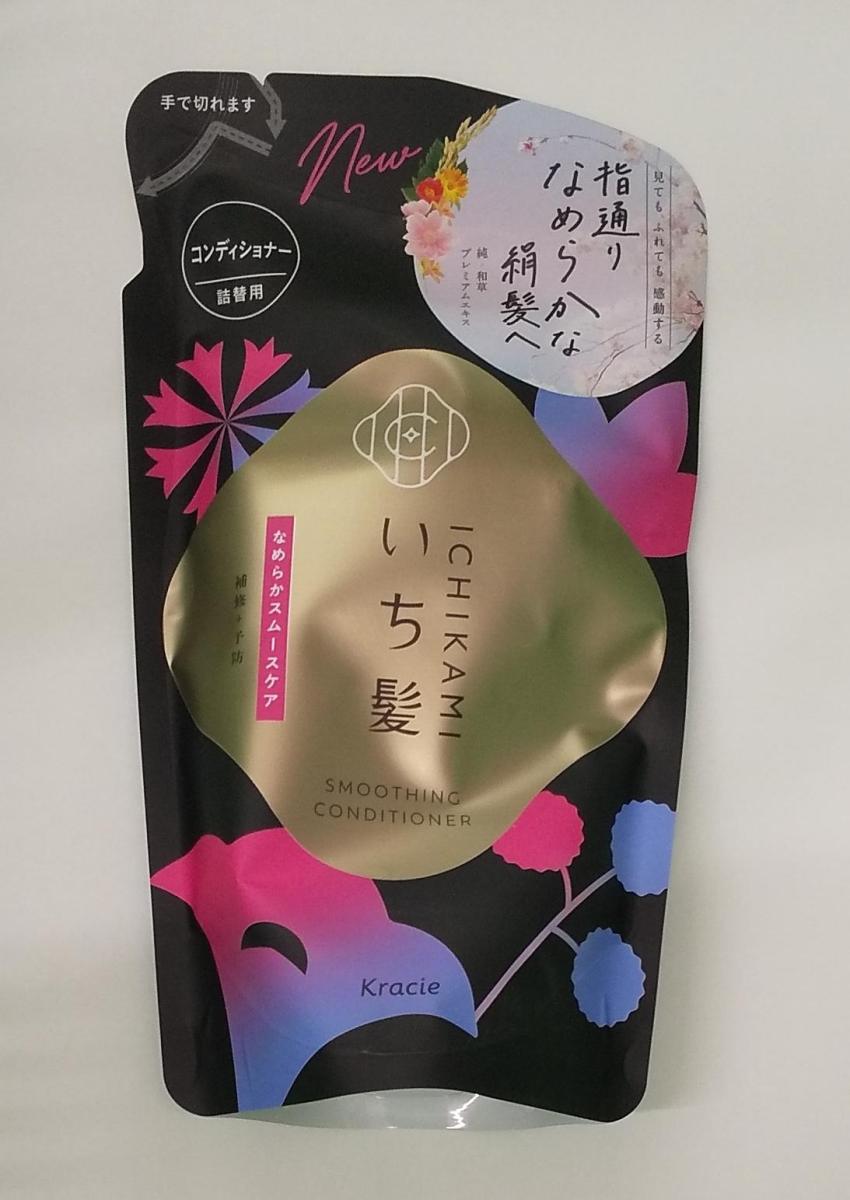 手で切れます
New
コンディショナー
詰替用
見ても ふれても 感動する
指通り
なめらかな
絹髪へ
純・和草
プレミアムエキス
ICHIKAMI
いち髪
なめらかスムースケア
補修+予防
SMOOTHING
CONDITIONER
Kracie